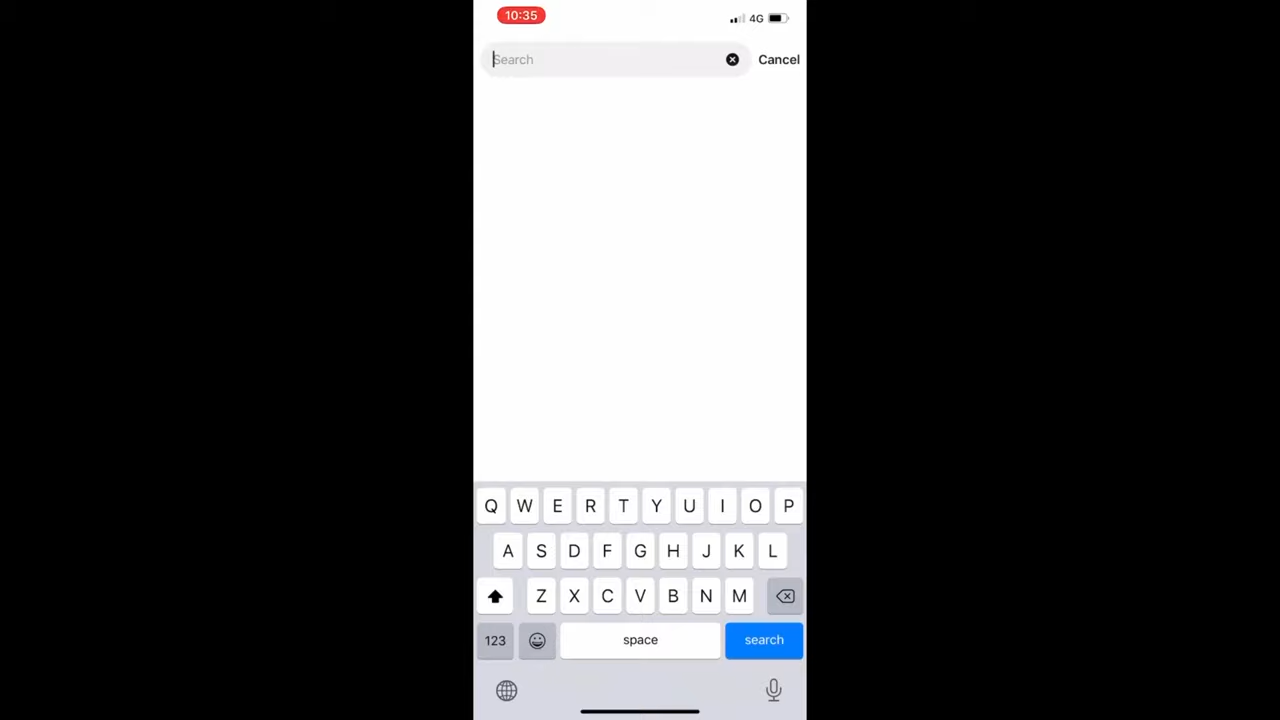 10:35 4G
Search Cancel
Q W E R T Y U I O P
A S D F G H J K L
Z X C V B N M
123 space search